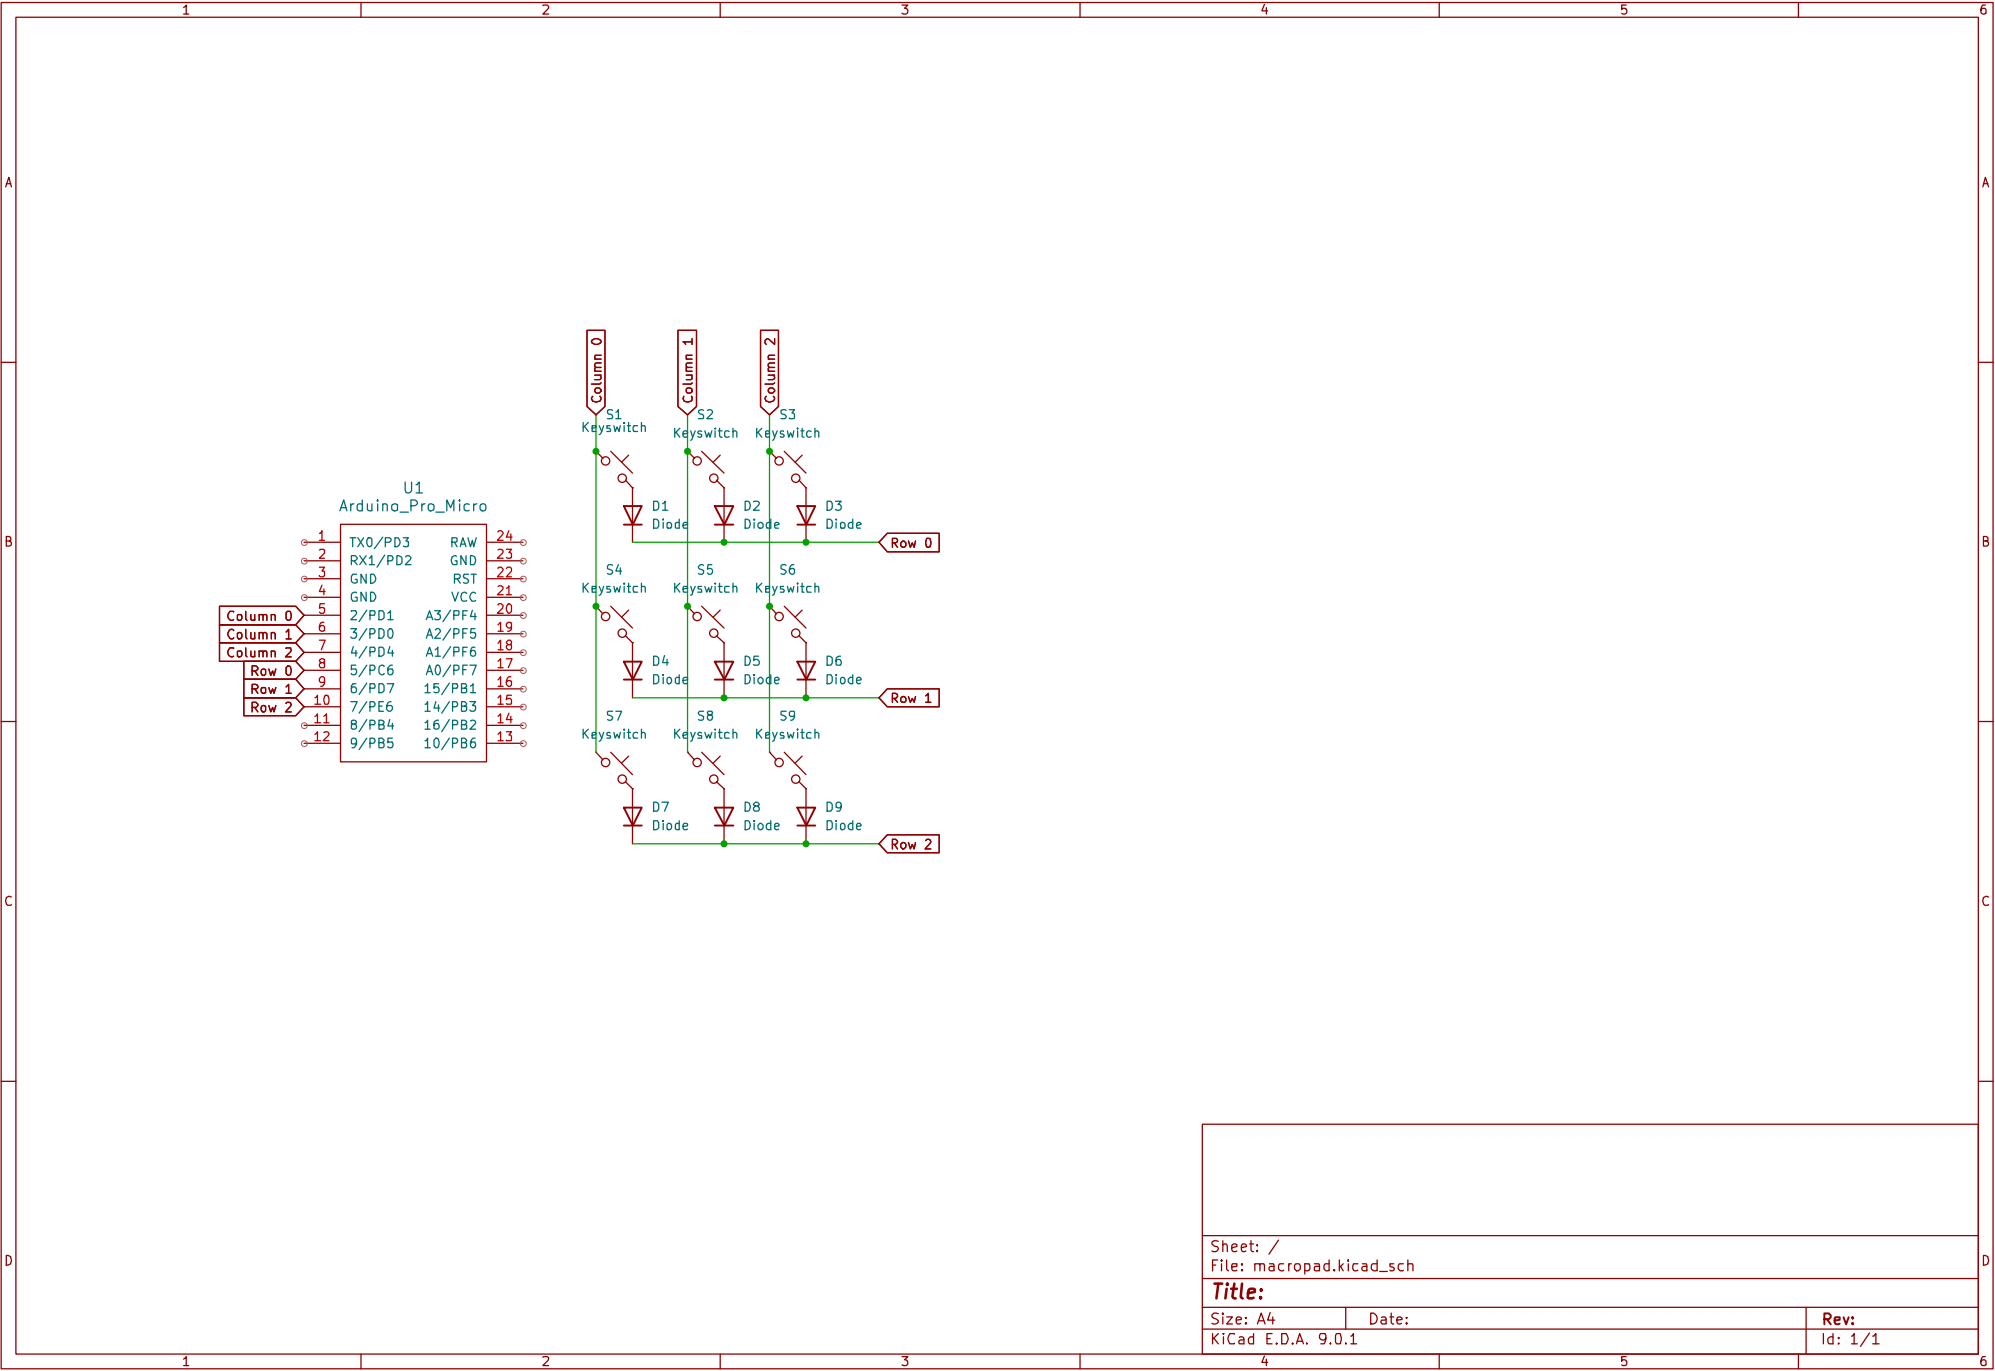 1 2 3 4 5 6
A A
B B
C C
D D
Column 0
Column 1
Column 2
S1
Keyswitch
S2
Keyswitch
S3
Keyswitch
D1
Diode
D2
Diode
D3
Diode
Row 0
S4
Keyswitch
S5
Keyswitch
S6
Keyswitch
D4
Diode
D5
Diode
D6
Diode
Row 1
S7
Keyswitch
S8
Keyswitch
S9
Keyswitch
D7
Diode
D8
Diode
D9
Diode
Row 2
U1
Arduino_Pro_Micro
1 TX0/PD3 RAW 24
2 RX1/PD2 GND 23
3 GND RST 22
4 GND VCC 21
Column 0 5 2/PD1 A3/PF4 20
Column 1 6 3/PD0 A2/PF5 19
Column 2 7 4/PD4 A1/PF6 18
Row 0 8 5/PC6 A0/PF7 17
Row 1 9 6/PD7 15/PB1 16
Row 2 10 7/PE6 14/PB3 15
11 8/PB4 16/PB2 14
12 9/PB5 10/PB6 13
Sheet: /
File: macropad.kicad_sch
Title:
Size: A4 Date: Rev:
KiCad E.D.A. 9.0.1 Id: 1/1
1 2 3 4 5 6